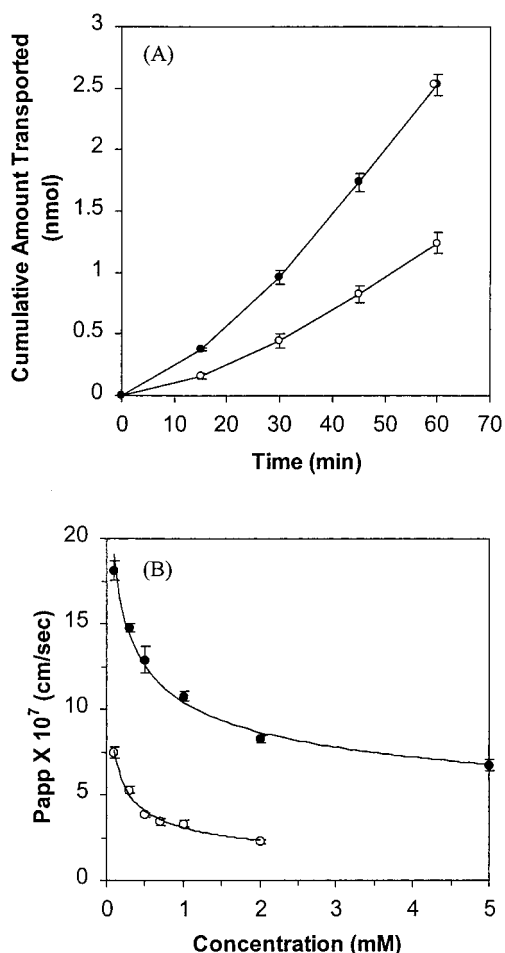 (A)
Cumulative Amount Transported
(nmol)
3
2.5
2
1.5
1
0.5
0
0 10 20 30 40 50 60 70
Time (min)
(B)
Papp X 10⁷ (cm/sec)
20
15
10
5
0
0 1 2 3 4 5
Concentration (mM)